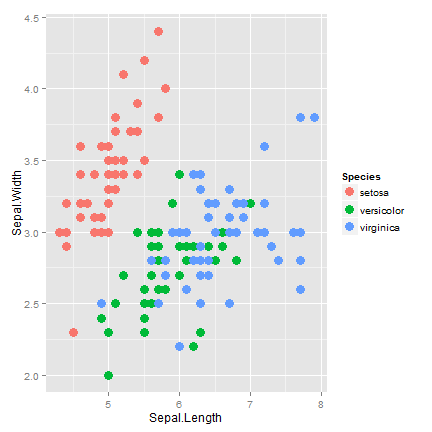 4.5
4.0
3.5
3.0
2.5
2.0
Sepal.Width
5
6
7
8
Sepal.Length
Species
setosa
versicolor
virginica